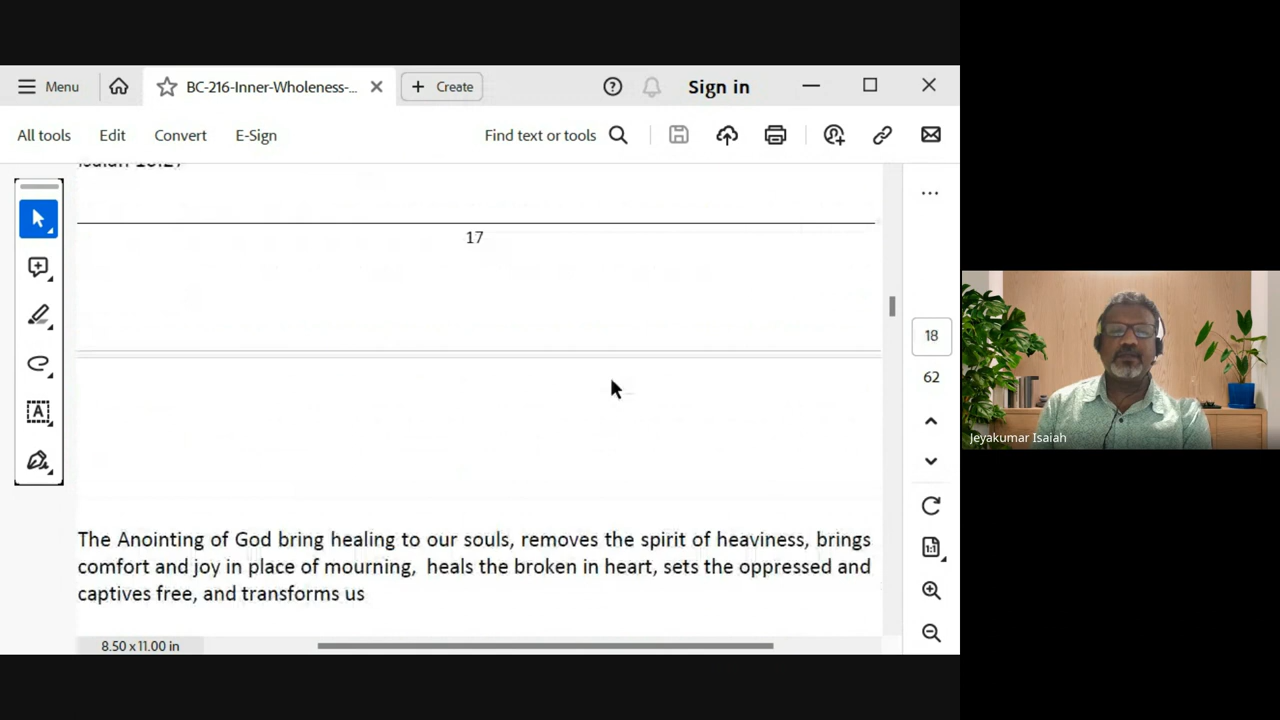 Menu
BC-216-Inner-Wholeness-...
Create
Sign in
All tools
Edit
Convert
E-Sign
Find text or tools
17
18
62
The Anointing of God bring healing to our souls, removes the spirit of heaviness, brings
comfort and joy in place of mourning, heals the broken in heart, sets the oppressed and
captives free, and transforms us
8.50 x 11.00 in
Jeyakumar Isaiah